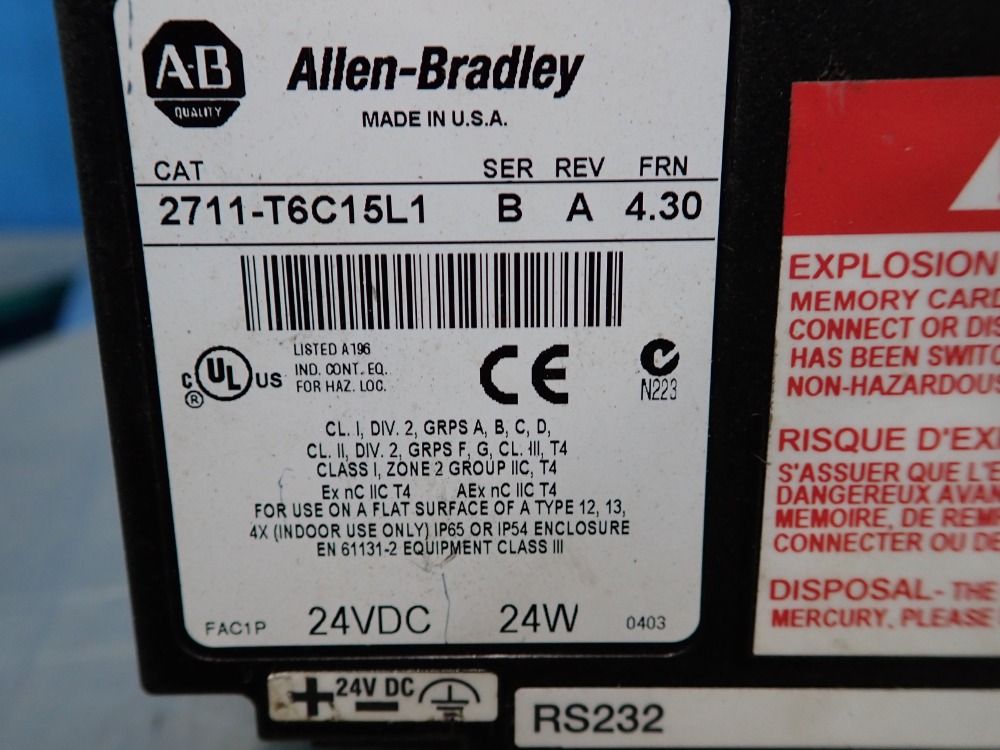 A-B
QUALITY
Allen-Bradley
MADE IN U.S.A.
CAT SER REV FRN
2711-T6C15L1 B A 4.30
C UL US
®
LISTED A196
IND. CONT. EQ.
FOR HAZ. LOC.
CE
N223
CL. I, DIV. 2, GRPS A, B, C, D,
CL. II, DIV. 2, GRPS F, G, CL. III, T4
CLASS I, ZONE 2 GROUP IIC, T4
Ex nC IIC T4 AEx nC IIC T4
FOR USE ON A FLAT SURFACE OF A TYPE 12, 13,
4X (INDOOR USE ONLY) IP65 OR IP54 ENCLOSURE
EN 61131-2 EQUIPMENT CLASS III
FAC1P 24VDC 24W 0403
+ 24V DC −
RS232
EXPLOSION
MEMORY CARD
CONNECT OR DIS
HAS BEEN SWITC
NON-HAZARDOUS
RISQUE D'EX
S'ASSUER QUE L'E
DANGEREUX AVAN
MEMOIRE, DE REM
CONNECTER OU DE
DISPOSAL- THE
MERCURY. PLEASE